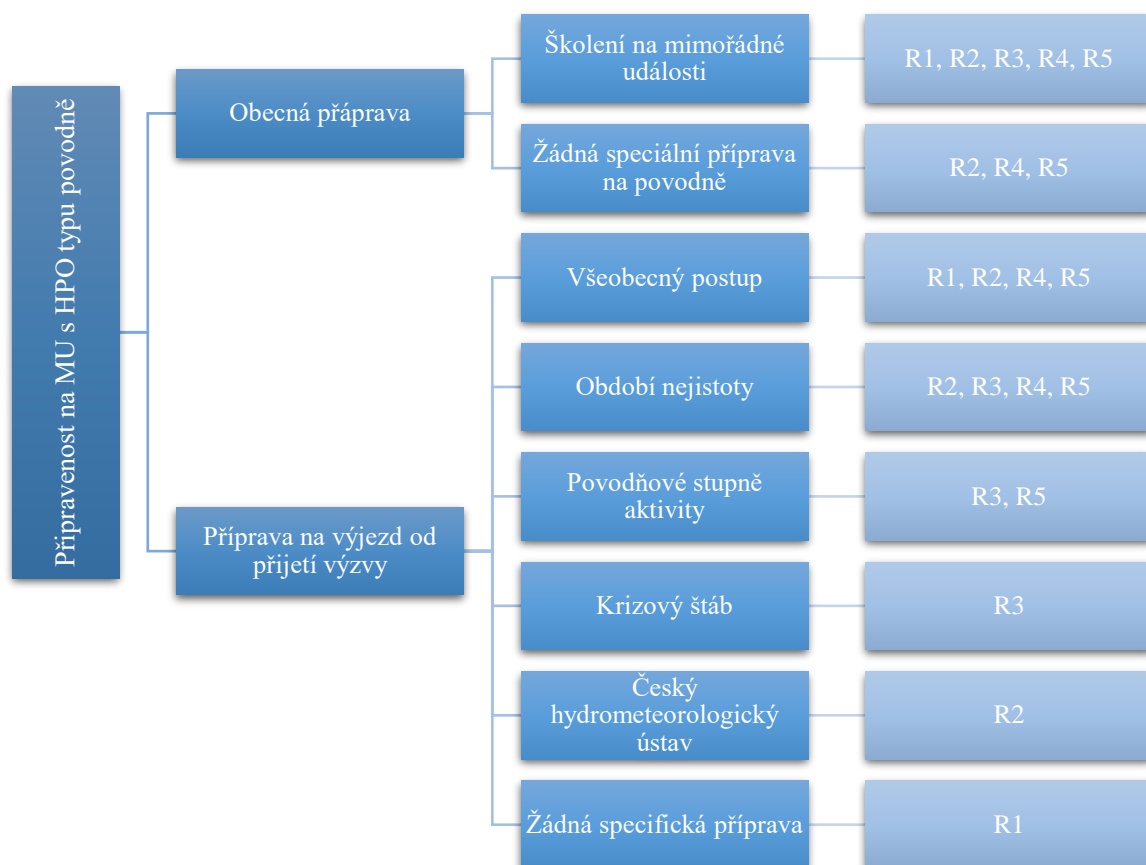 Připravenost na MU s HPO typu povodně
Obecná přáprava
Školení na mimořádné
události
R1, R2, R3, R4, R5
Žádná speciální příprava
na povodně
R2, R4, R5
Příprava na výjezd od
přijetí výzvy
Všeobecný postup
R1, R2, R4, R5
Období nejistoty
R2, R3, R4, R5
Povodňové stupně
aktivity
R3, R5
Krizový štáb
R3
Český
hydrometeorologický
ústav
R2
Žádná specifická příprava
R1